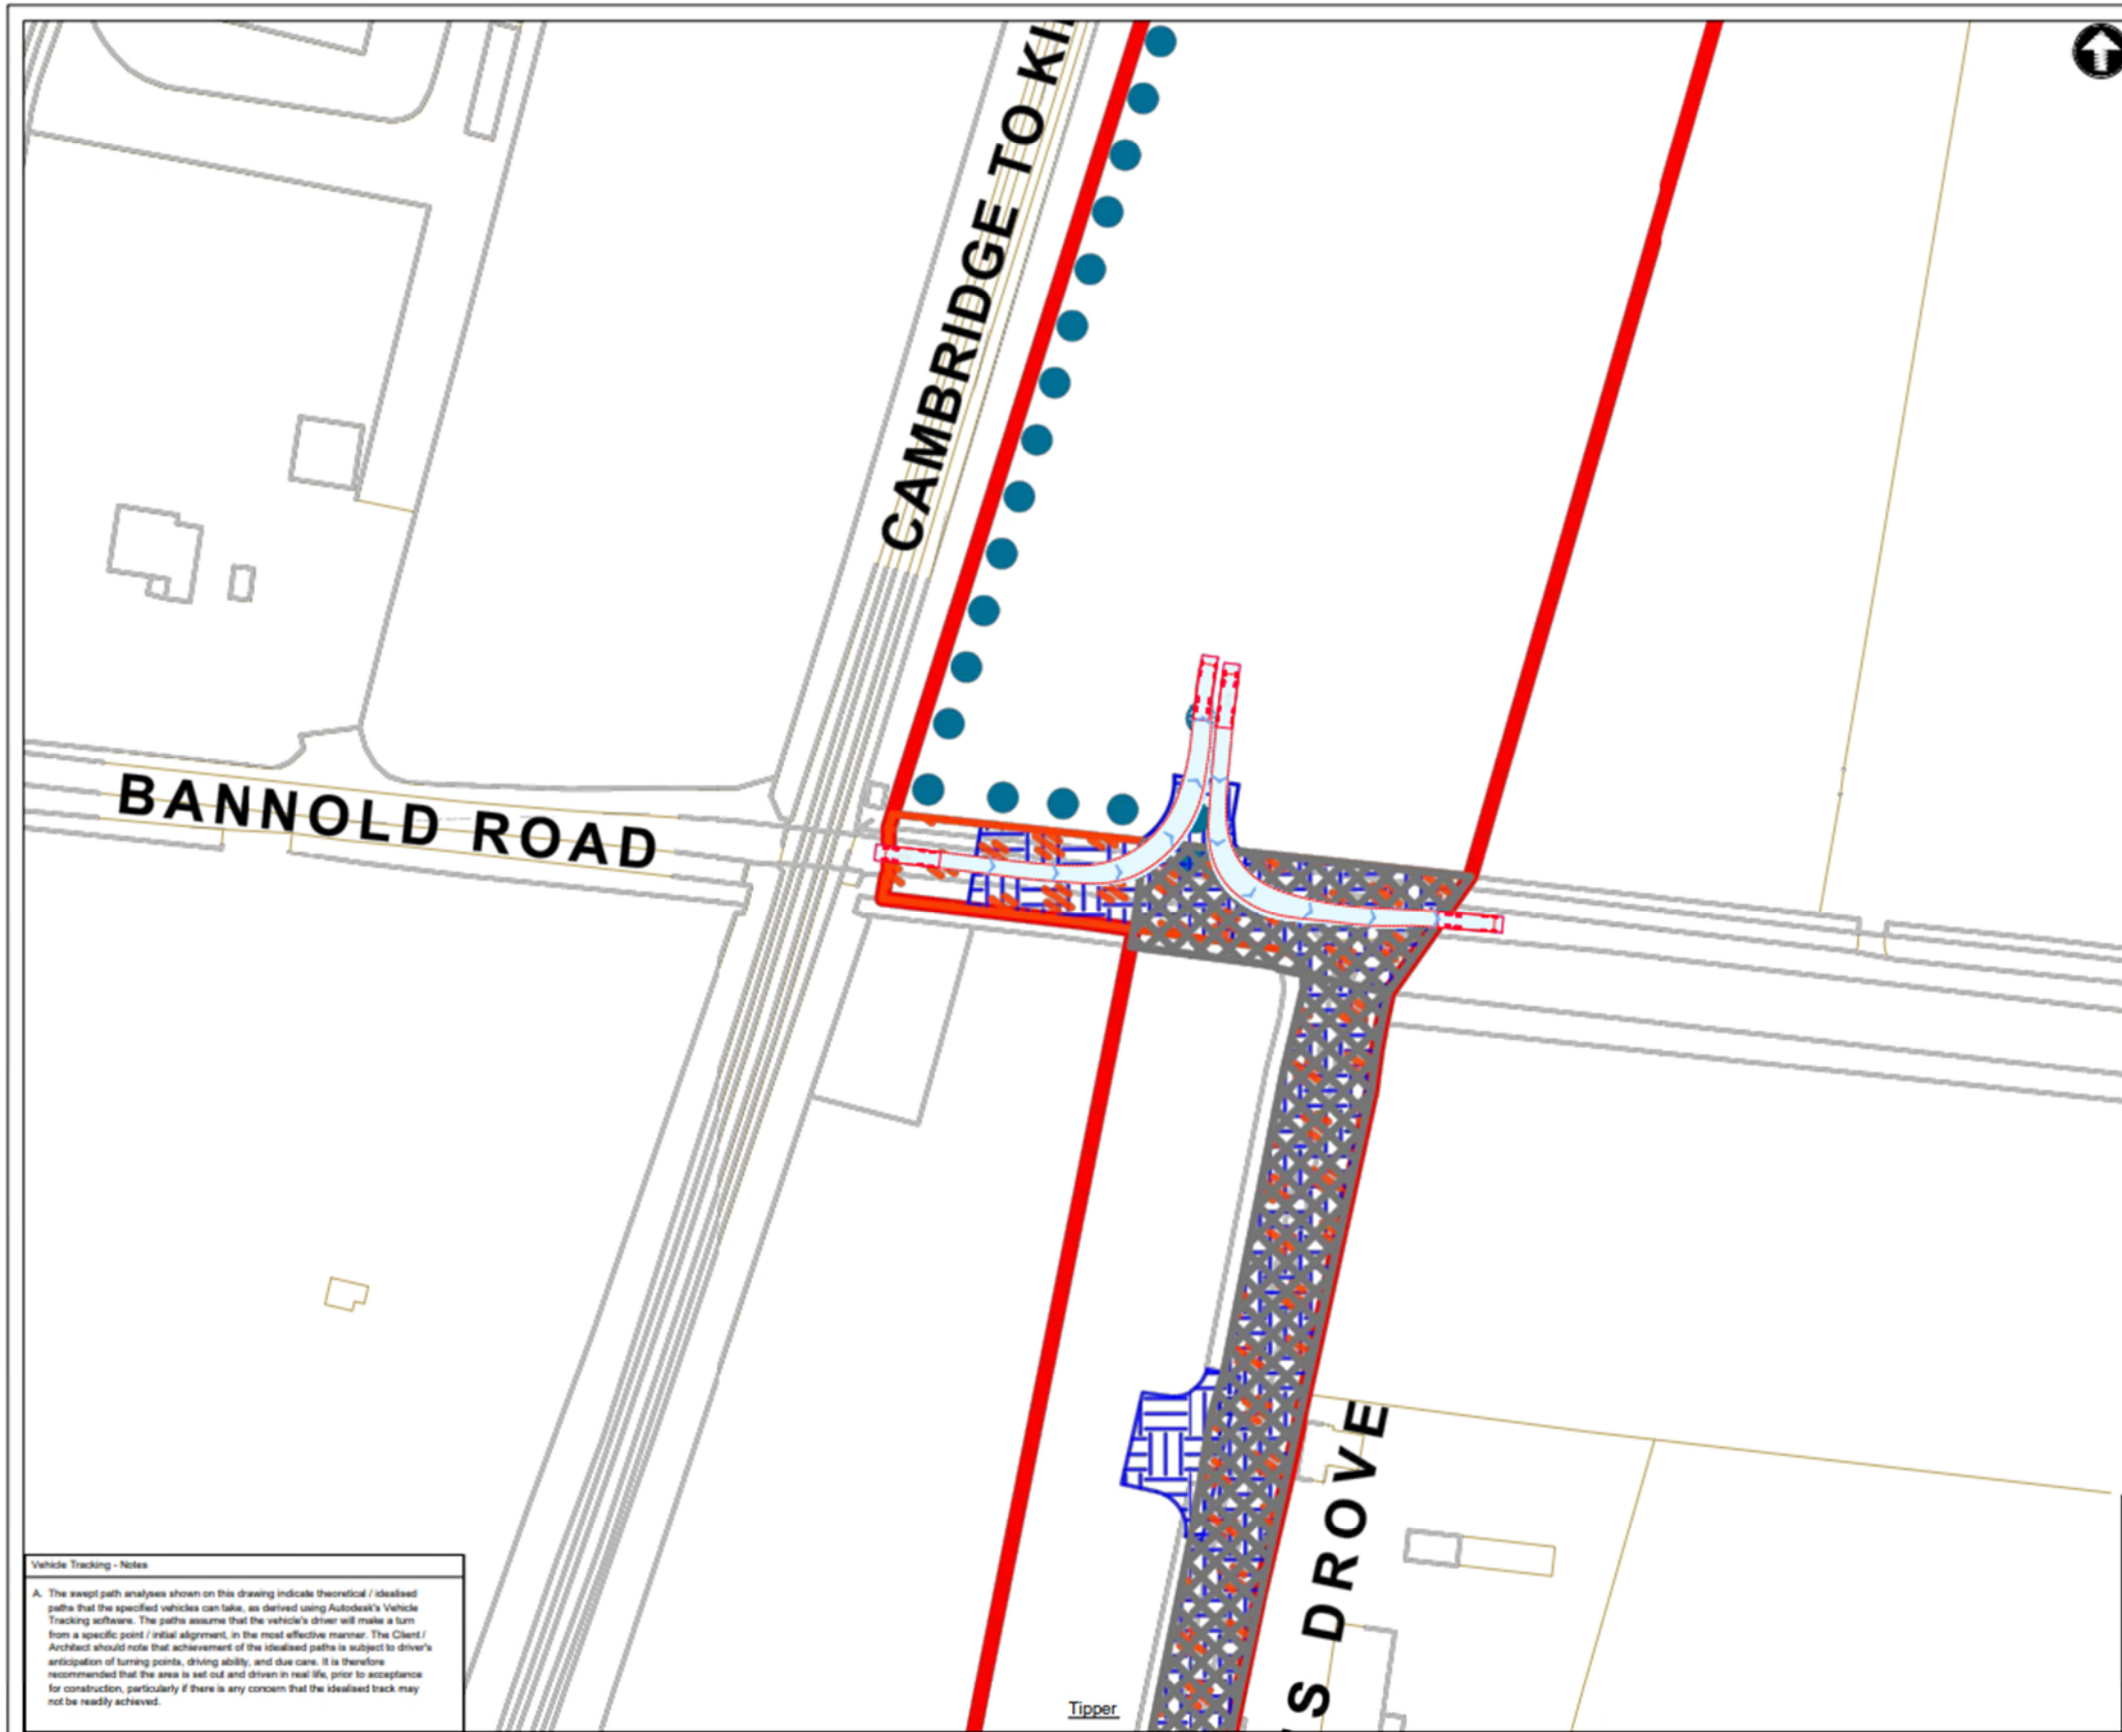 CAMBRIDGE TO KI
BANNOLD ROAD
S DROVE
Vehicle Tracking - Notes
A. The swept path analyses shown on this drawing indicate theoretical / idealised
paths that the specified vehicles can take, as derived using Autodesk's Vehicle
Tracking software. The paths assume that the vehicle's driver will make a turn
from a specific point / initial alignment, in the most effective manner. The Client /
Architect should note that achievement of the idealised paths is subject to driver's
anticipation of turning points, driving ability, and due care. It is therefore
recommended that the area is set out and driven in real life, prior to acceptance
for construction, particularly if there is any concern that the idealised track may
not be readily achieved.
Tipper